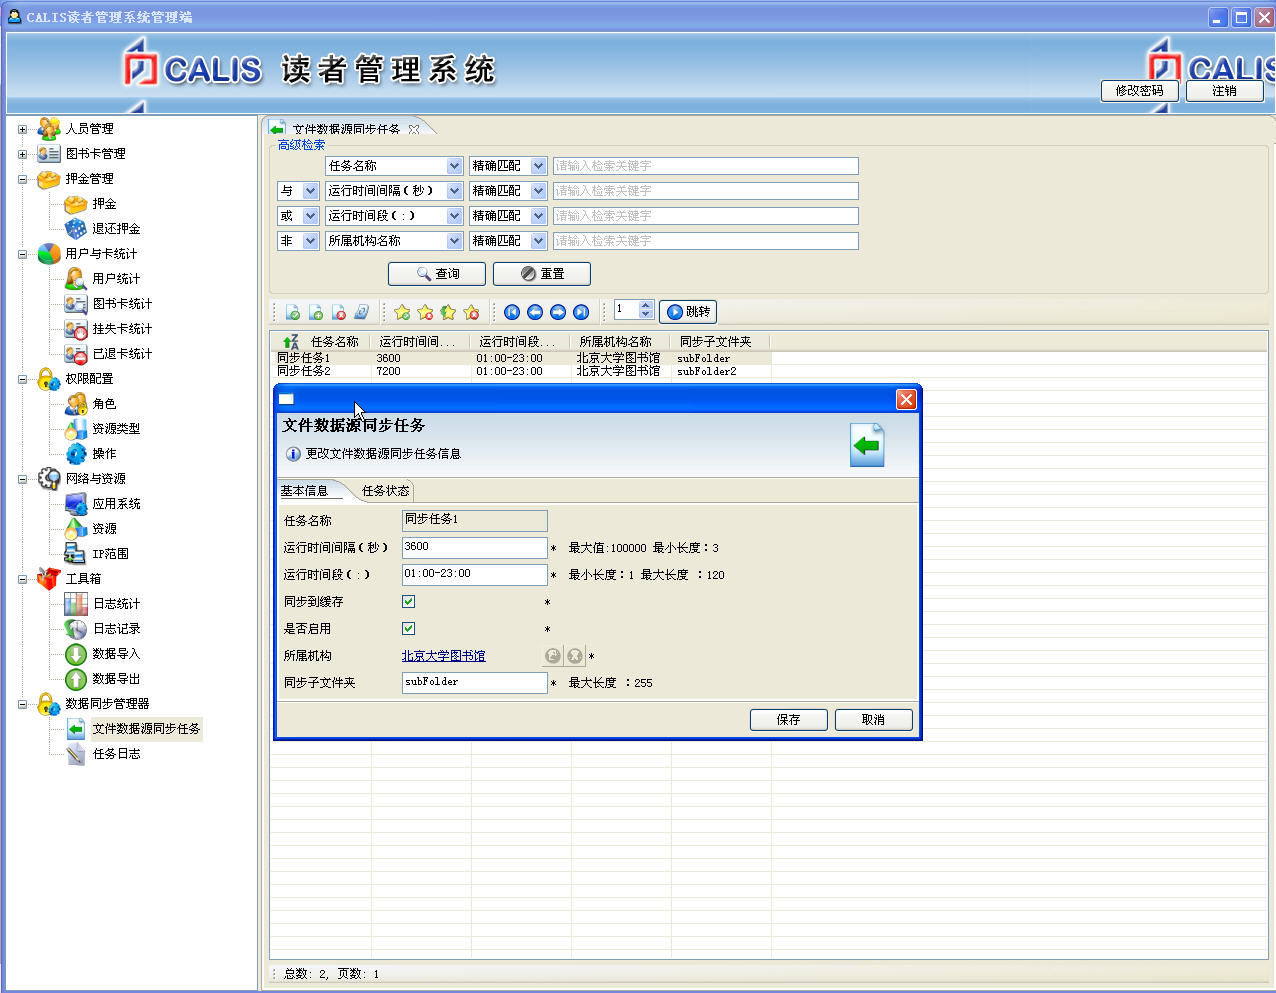 CALIS读者管理系统管理端
CALIS 读者管理系统
CALIS
修改密码 注销
人员管理
图书卡管理
押金管理
押金
退还押金
用户与卡统计
用户统计
图书卡统计
挂失卡统计
已退卡统计
权限配置
角色
资源类型
操作
网络与资源
应用系统
资源
IP范围
工具箱
日志统计
日志记录
数据导入
数据导出
数据同步管理器
文件数据源同步任务
任务日志
文件数据源同步任务
高级检索
任务名称 精确匹配 请输入检索关键字
与 运行时间间隔(秒) 精确匹配 请输入检索关键字
或 运行时间段(:) 精确匹配 请输入检索关键字
非 所属机构名称 精确匹配 请输入检索关键字
查询 重置
1 跳转
任务名称 运行时间间... 运行时间段... 所属机构名称 同步子文件夹
同步任务1 3600 01:00-23:00 北京大学图书馆 subFolder
同步任务2 7200 01:00-23:00 北京大学图书馆 subFolder2
文件数据源同步任务
更改文件数据源同步任务信息
基本信息 任务状态
任务名称 同步任务1
运行时间间隔(秒) 3600 * 最大值:100000 最小长度:3
运行时间段(:) 01:00-23:00 * 最小长度:1 最大长度 :120
同步到缓存 *
是否启用 *
所属机构 北京大学图书馆 *
同步子文件夹 subFolder * 最大长度 :255
保存 取消
总数: 2, 页数: 1